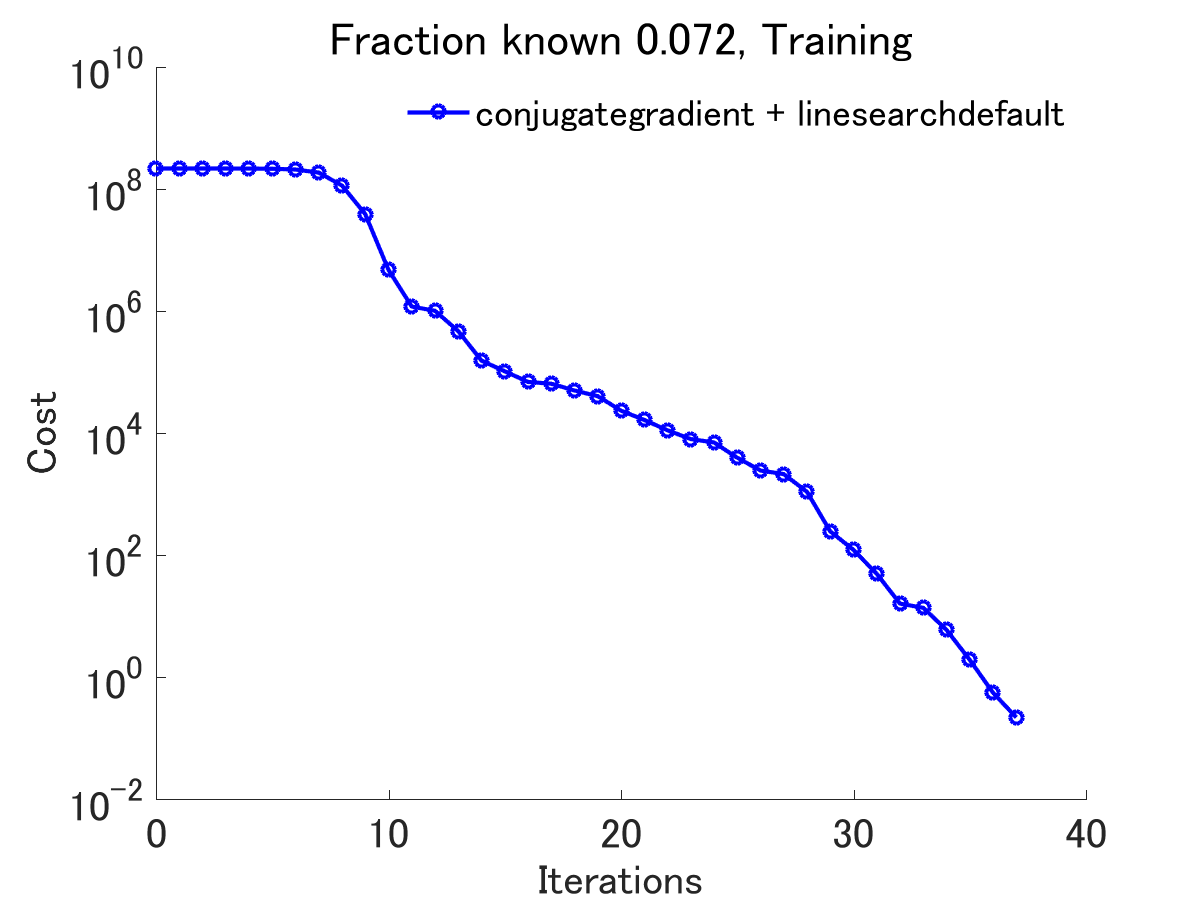 Fraction known 0.072, Training
conjugategradient + linesearchdefault
Cost
10^10
10^8
10^6
10^4
10^2
10^0
10^-2
0 10 20 30 40
Iterations